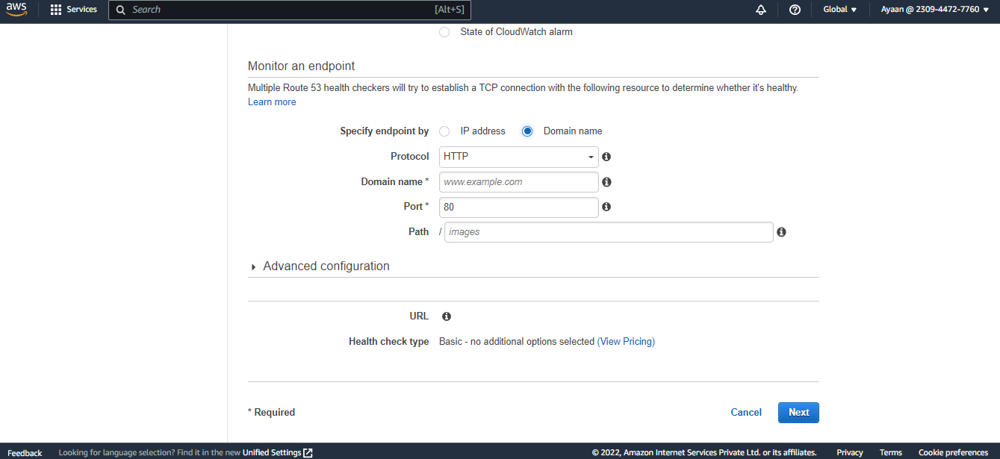 aws Services Search [Alt+S] Global Ayaan @ 2309-4472-7760
State of CloudWatch alarm
Monitor an endpoint
Multiple Route 53 health checkers will try to establish a TCP connection with the following resource to determine whether it's healthy.
Learn more
Specify endpoint by IP address Domain name
Protocol HTTP
Domain name * www.example.com
Port * 80
Path / images
Advanced configuration
URL
Health check type Basic - no additional options selected (View Pricing)
* Required Cancel Next
Feedback Looking for language selection? Find it in the new Unified Settings © 2022, Amazon Internet Services Private Ltd. or its affiliates. Privacy Terms Cookie preferences